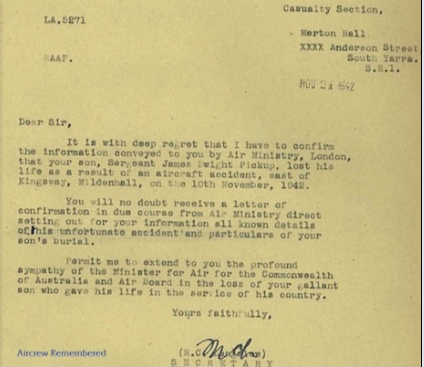 Casualty Section,
LA.5271
Merton Hall
XXXX Anderson Street
RAAF.
South Yarra.
S.E.1.
NOV 1942
Dear Sir,
It is with deep regret that I have to confirm
the information conveyed to you by Air Ministry, London,
that your son, Sergeant James Dwight Pickup, lost his
life as a result of an aircraft accident, east of
Kingsway, Mildenhall, on the 10th November, 1942.
You will no doubt receive a letter of
confirmation in due course from Air Ministry direct
setting out for your information all known details
of his unfortunate accident and particulars of your
son's burial.
Permit me to extend to you the profound
sympathy of the Minister for Air for the Commonwealth
of Australia and Air Board in the loss of your gallant
son who gave his life in the service of his country.
Yours faithfully,
(M.C.
Aircrew Remembered
SECRETARY